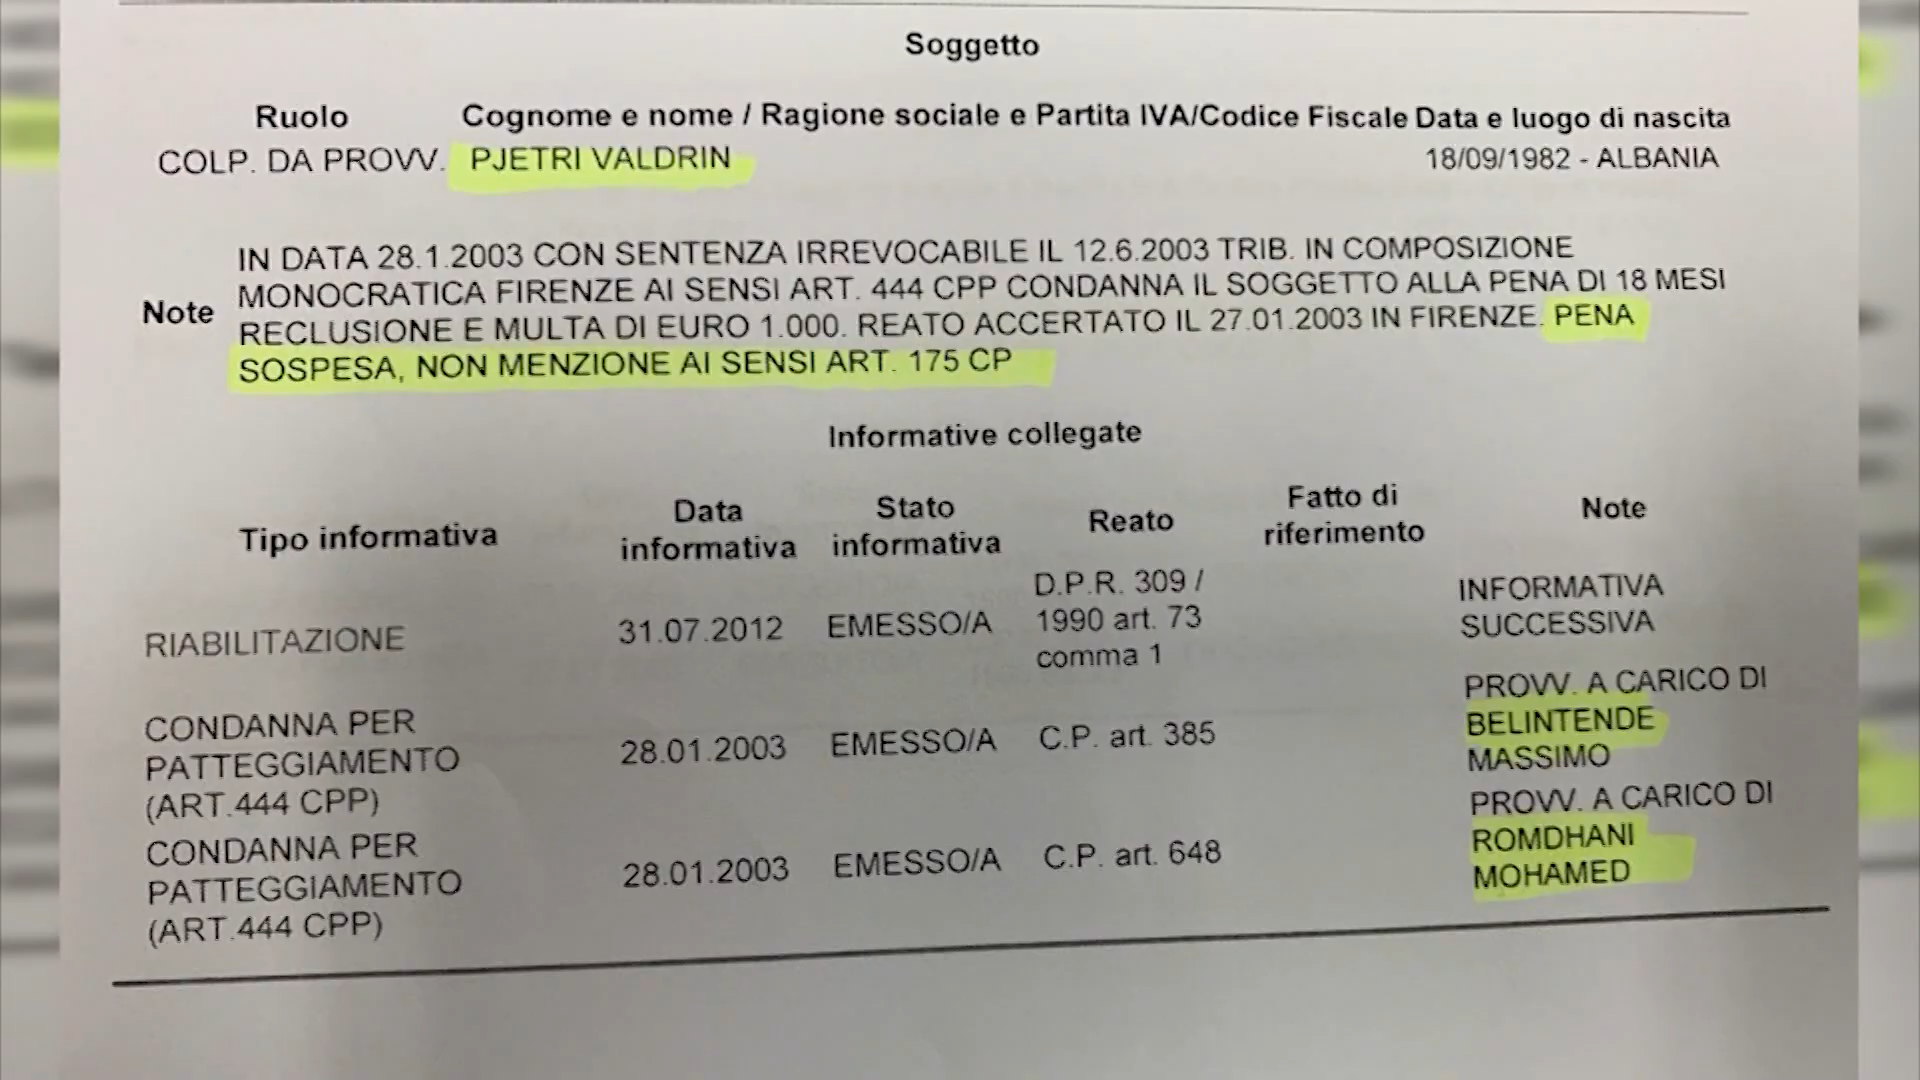 Soggetto
Ruolo Cognome e nome / Ragione sociale e Partita IVA/Codice Fiscale Data e luogo di nascita
COLP. DA PROVV. PJETRI VALDRIN 18/09/1982 - ALBANIA
Note
IN DATA 28.1.2003 CON SENTENZA IRREVOCABILE IL 12.6.2003 TRIB. IN COMPOSIZIONE
MONOCRATICA FIRENZE AI SENSI ART. 444 CPP CONDANNA IL SOGGETTO ALLA PENA DI 18 MESI
RECLUSIONE E MULTA DI EURO 1.000. REATO ACCERTATO IL 27.01.2003 IN FIRENZE. PENA
SOSPESA, NON MENZIONE AI SENSI ART. 175 CP
Informative collegate
Tipo informativa
Data
informativa
Stato
informativa
Reato
Fatto di
riferimento
Note
RIABILITAZIONE
31.07.2012
EMESSO/A
D.P.R. 309 /
1990 art. 73
comma 1
INFORMATIVA
SUCCESSIVA
CONDANNA PER
PATTEGGIAMENTO
(ART.444 CPP)
28.01.2003
EMESSO/A
C.P. art. 385
PROVV. A CARICO DI
BELINTENDE
MASSIMO
CONDANNA PER
PATTEGGIAMENTO
(ART.444 CPP)
28.01.2003
EMESSO/A
C.P. art. 648
PROVV. A CARICO DI
ROMDHANI
MOHAMED